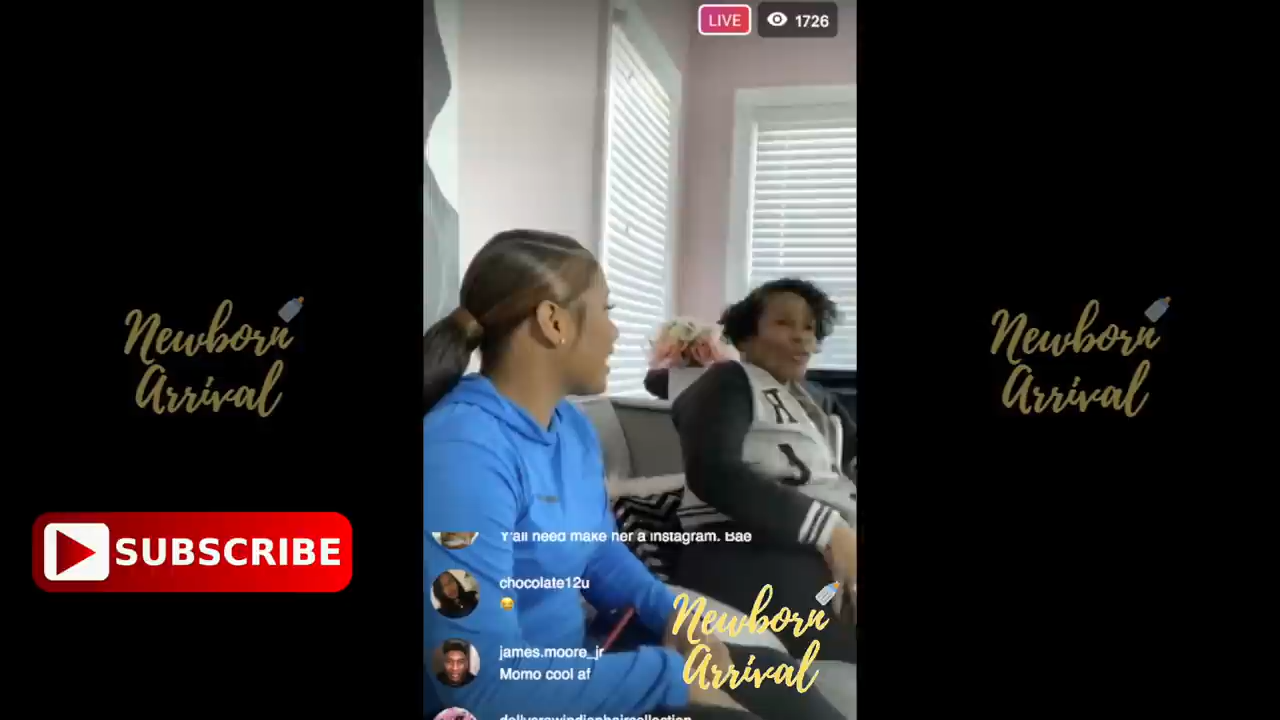 LIVE 1726
Newborn
Arrival
Newborn
Arrival
SUBSCRIBE
R
Y'all need make her a instagram. Bae
chocolate12u
😂
james.moore_jr
Momo cool af
Newborn
Arrival